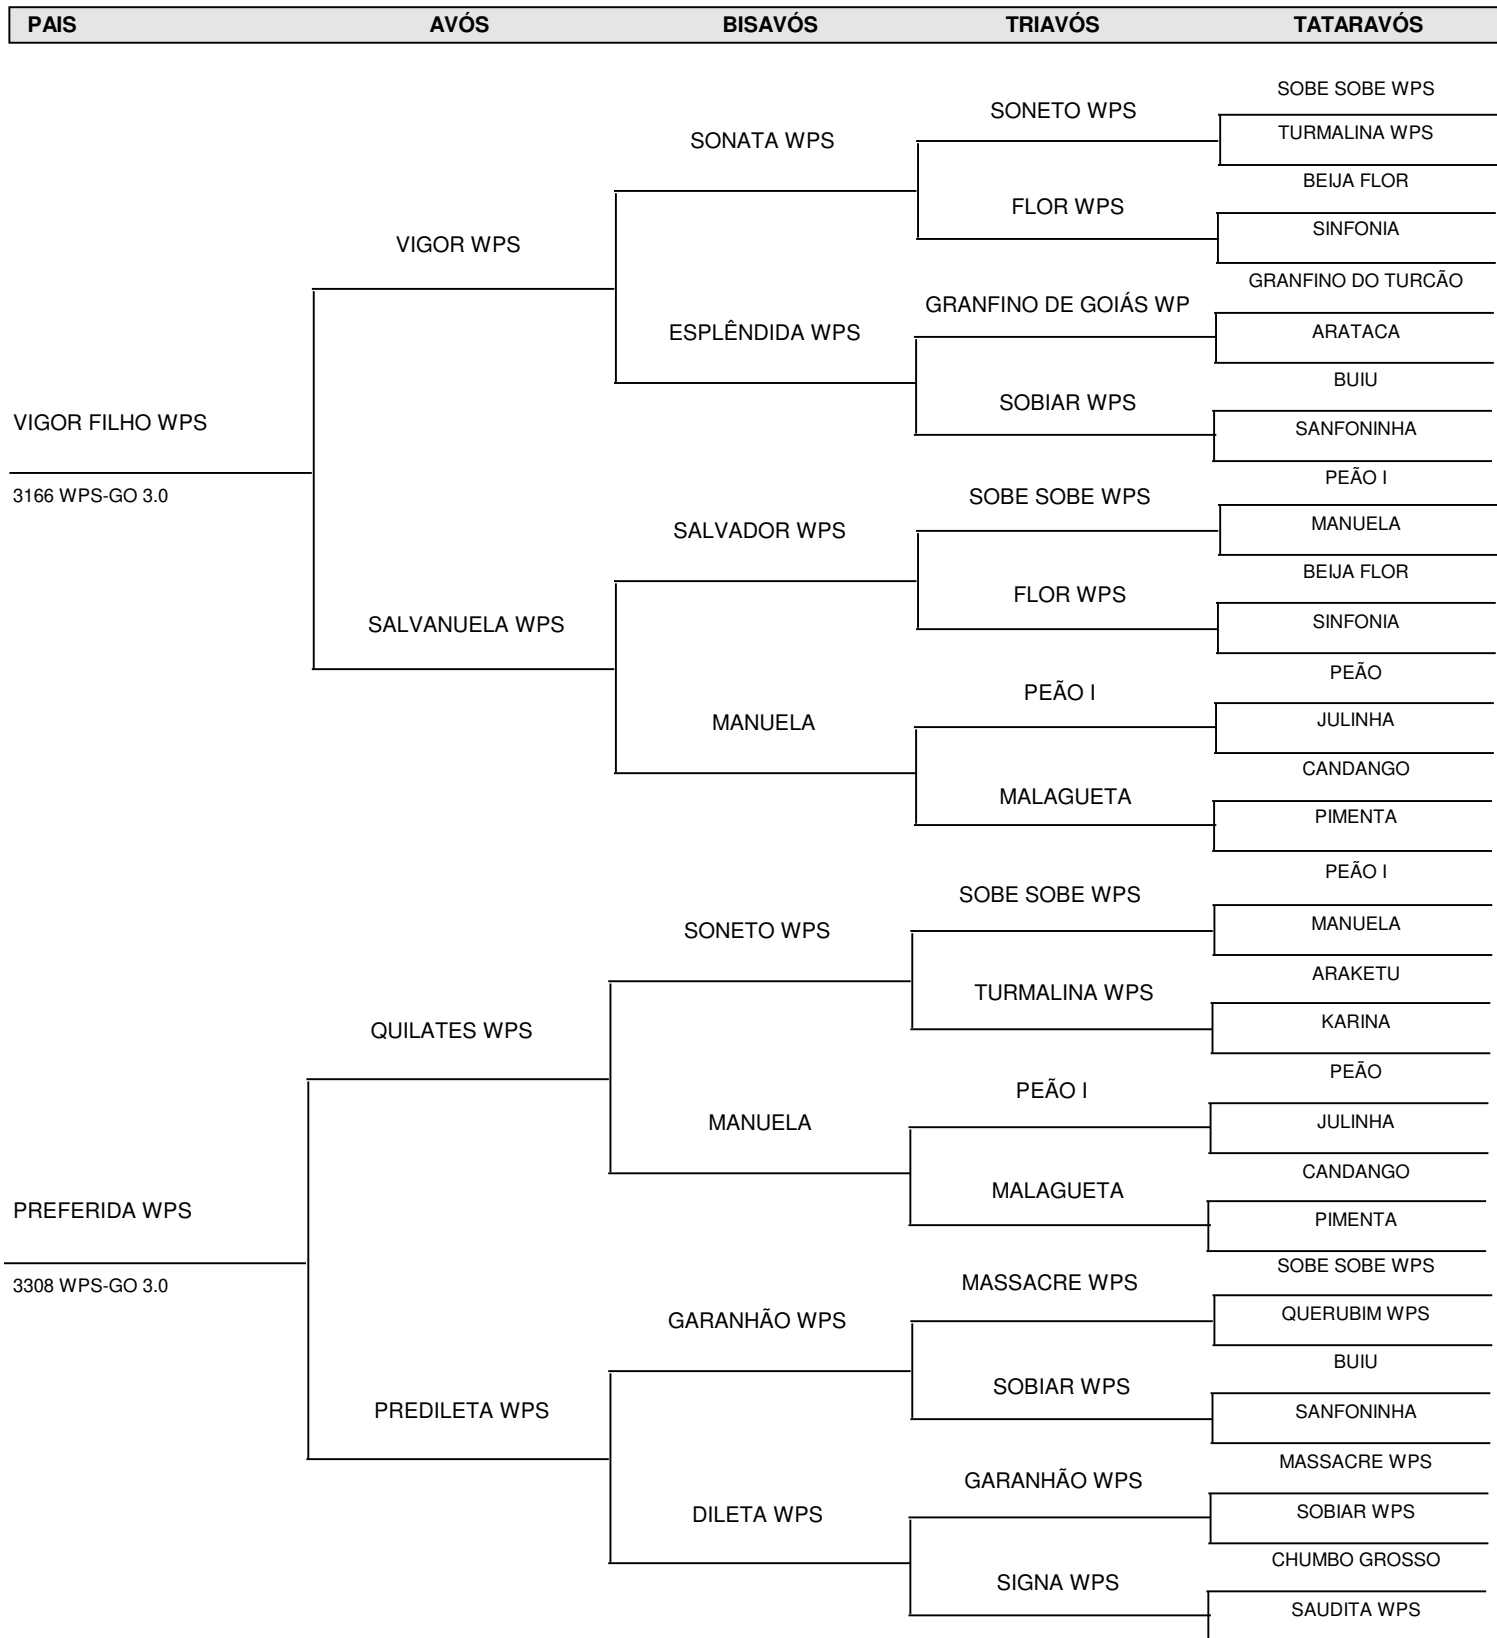 PAIS AVÓS BISAVÓS TRIAVÓS TATARAVÓS
SOBE SOBE WPS
SONETO WPS
TURMALINA WPS
SONATA WPS
BEIJA FLOR
FLOR WPS
SINFONIA
VIGOR WPS
GRANFINO DO TURCÃO
GRANFINO DE GOIÁS WP
ARATACA
ESPLÊNDIDA WPS
BUIU
SOBIAR WPS
SANFONINHA
VIGOR FILHO WPS
3166 WPS-GO 3.0
PEÃO I
SOBE SOBE WPS
MANUELA
SALVADOR WPS
BEIJA FLOR
FLOR WPS
SINFONIA
SALVANUELA WPS
PEÃO
PEÃO I
JULINHA
MANUELA
CANDANGO
MALAGUETA
PIMENTA
PEÃO I
SOBE SOBE WPS
MANUELA
SONETO WPS
ARAKETU
TURMALINA WPS
KARINA
QUILATES WPS
PEÃO
PEÃO I
JULINHA
MANUELA
CANDANGO
MALAGUETA
PIMENTA
PREFERIDA WPS
3308 WPS-GO 3.0
SOBE SOBE WPS
MASSACRE WPS
QUERUBIM WPS
GARANHÃO WPS
BUIU
SOBIAR WPS
SANFONINHA
PREDILETA WPS
MASSACRE WPS
GARANHÃO WPS
SOBIAR WPS
DILETA WPS
CHUMBO GROSSO
SIGNA WPS
SAUDITA WPS